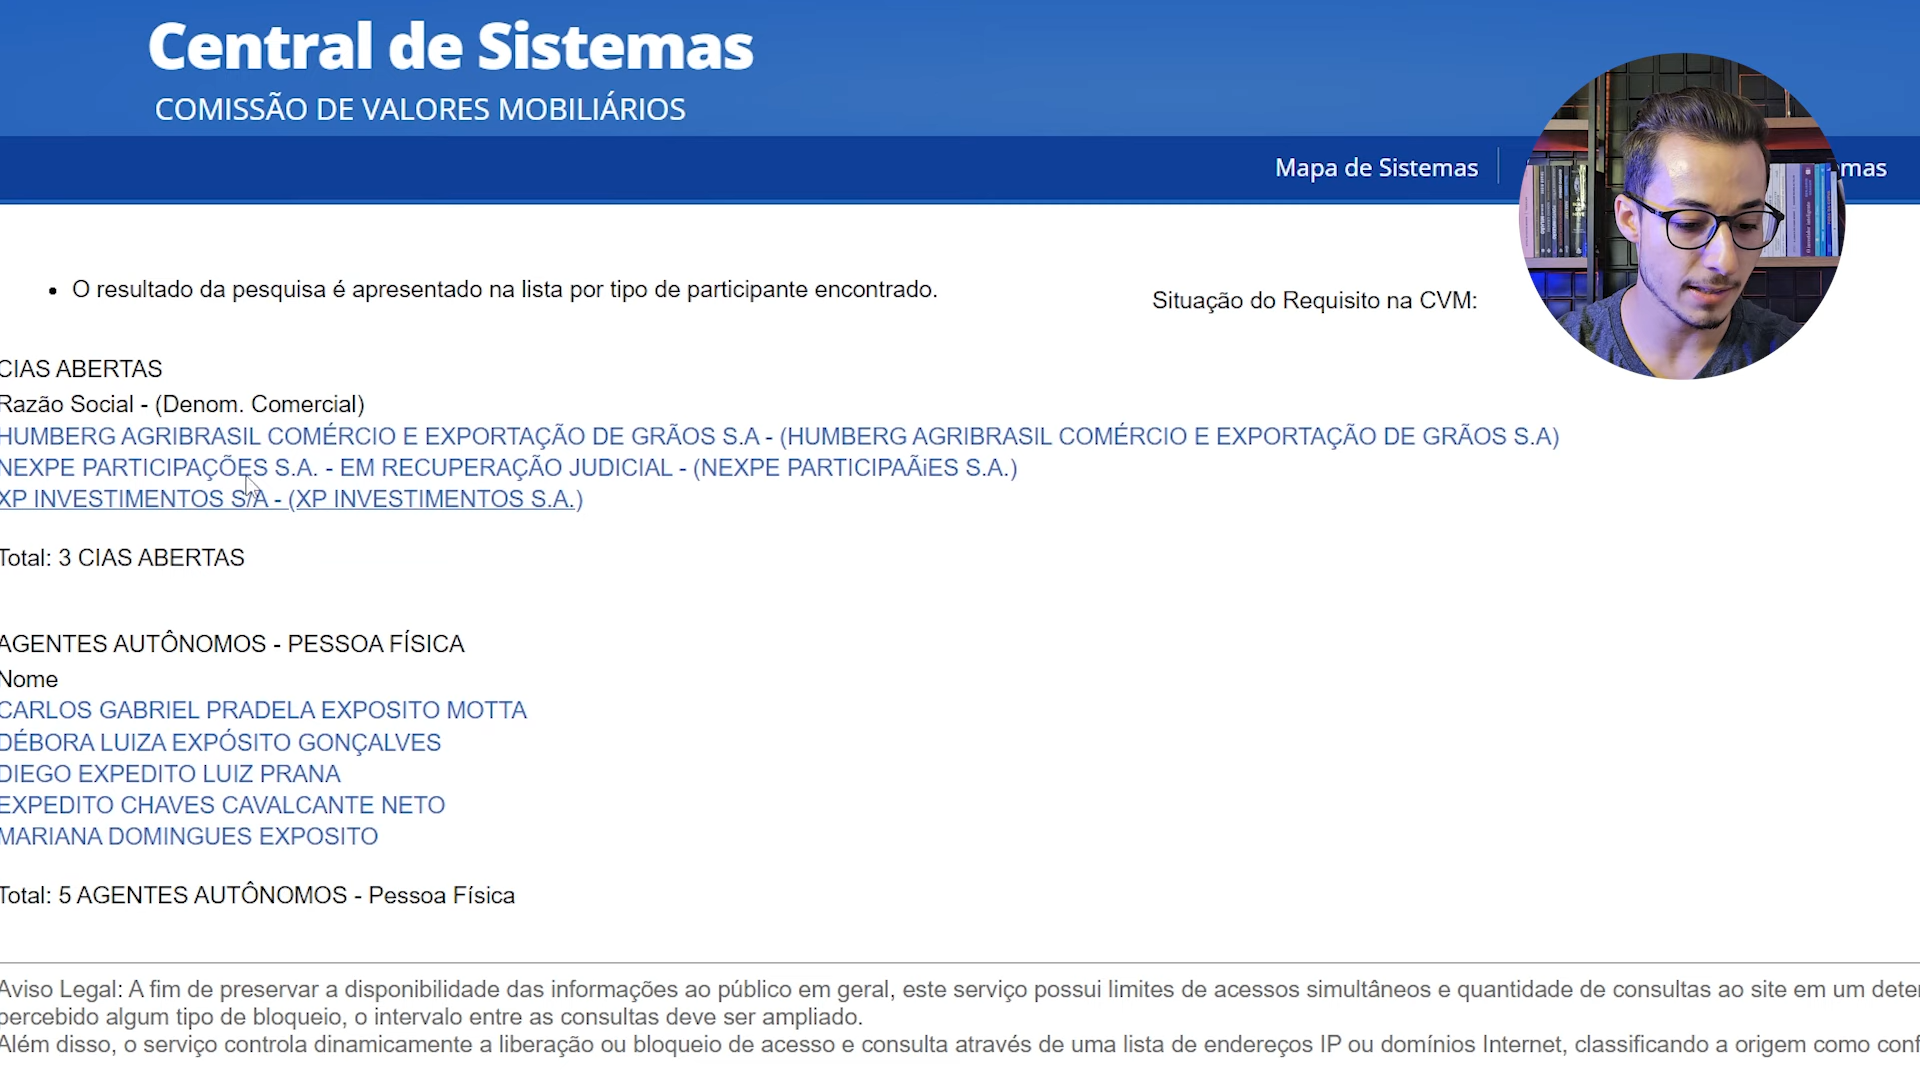 Central de Sistemas
COMISSÃO DE VALORES MOBILIÁRIOS
Mapa de Sistemas
emas
• O resultado da pesquisa é apresentado na lista por tipo de participante encontrado.
Situação do Requisito na CVM:
CIAS ABERTAS
Razão Social - (Denom. Comercial)
HUMBERG AGRIBRASIL COMÉRCIO E EXPORTAÇÃO DE GRÃOS S.A - (HUMBERG AGRIBRASIL COMÉRCIO E EXPORTAÇÃO DE GRÃOS S.A)
NEXPE PARTICIPAÇÕES S.A. - EM RECUPERAÇÃO JUDICIAL - (NEXPE PARTICIPAÃiES S.A.)
XP INVESTIMENTOS S/A - (XP INVESTIMENTOS S.A.)
Total: 3 CIAS ABERTAS
AGENTES AUTÔNOMOS - PESSOA FÍSICA
Nome
CARLOS GABRIEL PRADELA EXPOSITO MOTTA
DÉBORA LUIZA EXPÓSITO GONÇALVES
DIEGO EXPEDITO LUIZ PRANA
EXPEDITO CHAVES CAVALCANTE NETO
MARIANA DOMINGUES EXPOSITO
Total: 5 AGENTES AUTÔNOMOS - Pessoa Física
Aviso Legal: A fim de preservar a disponibilidade das informações ao público em geral, este serviço possui limites de acessos simultâneos e quantidade de consultas ao site em um deter
percebido algum tipo de bloqueio, o intervalo entre as consultas deve ser ampliado.
Além disso, o serviço controla dinamicamente a liberação ou bloqueio de acesso e consulta através de uma lista de endereços IP ou domínios Internet, classificando a origem como conf